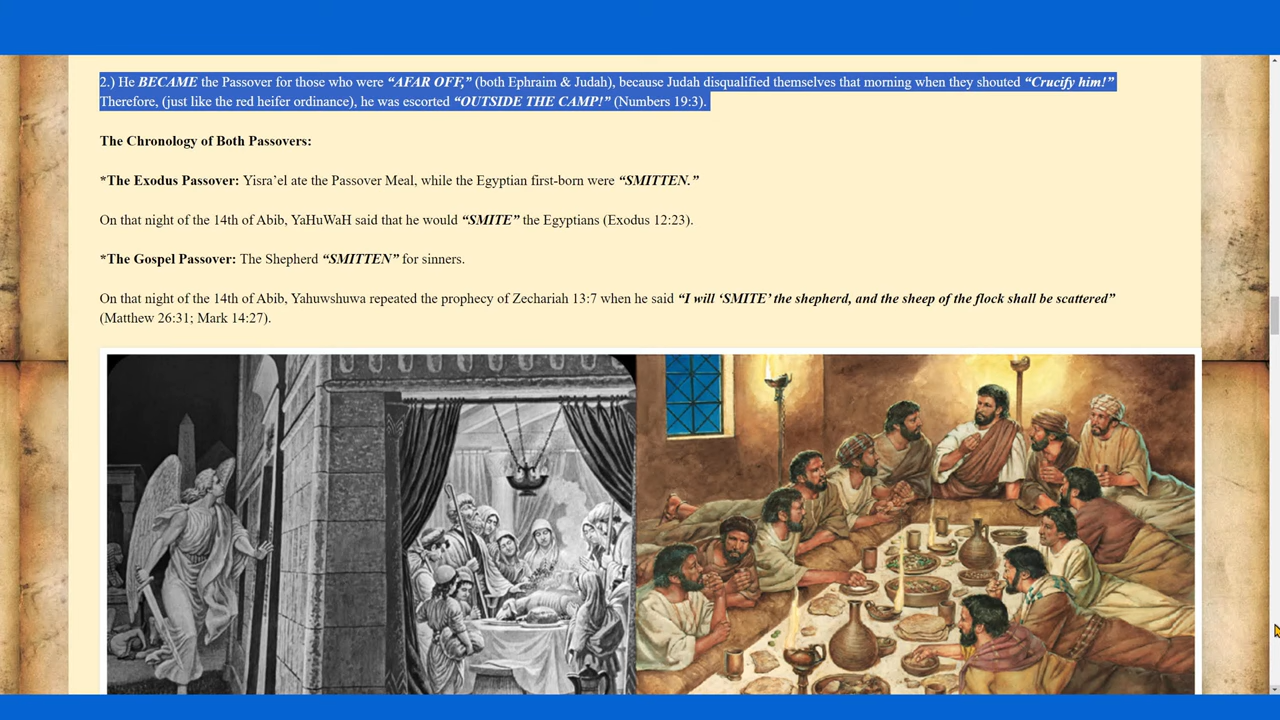 2.) He BECAME the Passover for those who were “AFAR OFF,” (both Ephraim & Judah), because Judah disqualified themselves that morning when they shouted “Crucify him!”
Therefore, (just like the red heifer ordinance), he was escorted “OUTSIDE THE CAMP!” (Numbers 19:3).
The Chronology of Both Passovers:
*The Exodus Passover: Yisra’el ate the Passover Meal, while the Egyptian first-born were “SMITTEN.”
On that night of the 14th of Abib, YaHuWaH said that he would “SMITE” the Egyptians (Exodus 12:23).
*The Gospel Passover: The Shepherd “SMITTEN” for sinners.
On that night of the 14th of Abib, Yahuwshuwa repeated the prophecy of Zechariah 13:7 when he said “I will ‘SMITE’ the shepherd, and the sheep of the flock shall be scattered”
(Matthew 26:31; Mark 14:27).